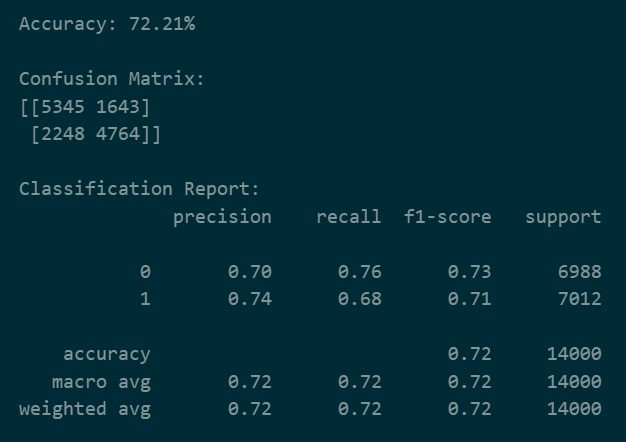 Accuracy: 72.21%
Confusion Matrix:
[[5345 1643]
 [2248 4764]]
Classification Report:
              precision    recall  f1-score   support
           0       0.70      0.76      0.73      6988
           1       0.74      0.68      0.71      7012
    accuracy                           0.72     14000
   macro avg       0.72      0.72      0.72     14000
weighted avg       0.72      0.72      0.72     14000